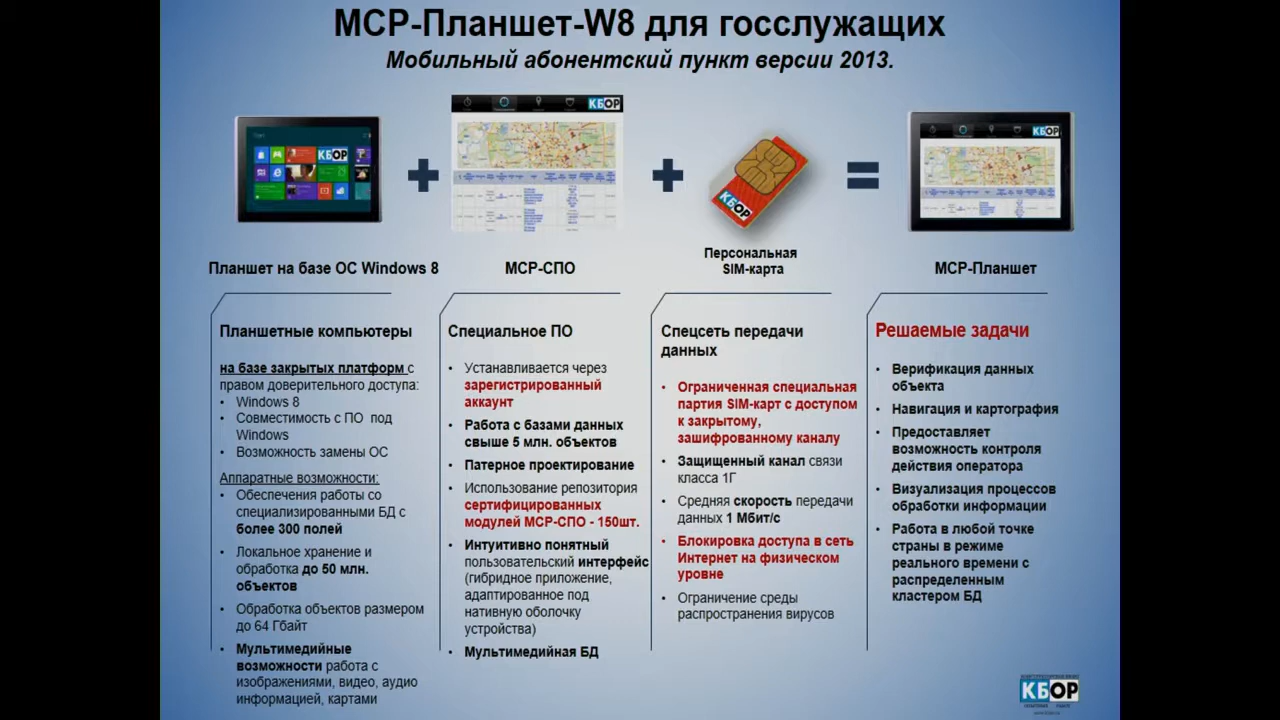 МСР-Планшет-W8 для госслужащих
Мобильный абонентский пункт версии 2013.
КБОР
КБОР
КБОР
КБОР
Планшет на базе ОС Windows 8
МСР-СПО
Персональная
SIM-карта
МСР-Планшет
Планшетные компьютеры
на базе закрытых платформ с
правом доверительного доступа:
• Windows 8
• Совместимость с ПО под
Windows
• Возможность замены ОС
Аппаратные возможности:
• Обеспечения работы со
специализированными БД с
более 300 полей
• Локальное хранение и
обработка до 50 млн.
объектов
• Обработка объектов размером
до 64 Гбайт
• Мультимедийные
возможности работа с
изображениями, видео, аудио
информацией, картами
Специальное ПО
• Устанавливается через
зарегистрированный
аккаунт
• Работа с базами данных
свыше 5 млн. объектов
• Патерное проектирование
• Использование репозитория
сертифицированных
модулей МСР-СПО - 150шт.
• Интуитивно понятный
пользовательский интерфейс
(гибридное приложение,
адаптированное под
нативную оболочку
устройства)
• Мультимедийная БД
Спецсеть передачи
данных
• Ограниченная специальная
партия SIM-карт с доступом
к закрытому,
зашифрованному каналу
• Защищенный канал связи
класса 1Г
• Средняя скорость передачи
данных 1 Мбит/с
• Блокировка доступа в сеть
Интернет на физическом
уровне
• Ограничение среды
распространения вирусов
Решаемые задачи
• Верификация данных
объекта
• Навигация и картография
• Предоставляет
возможность контроля
действия оператора
• Визуализация процессов
обработки информации
• Работа в любой точке
страны в режиме
реального времени с
распределенным
кластером БД
КБОР